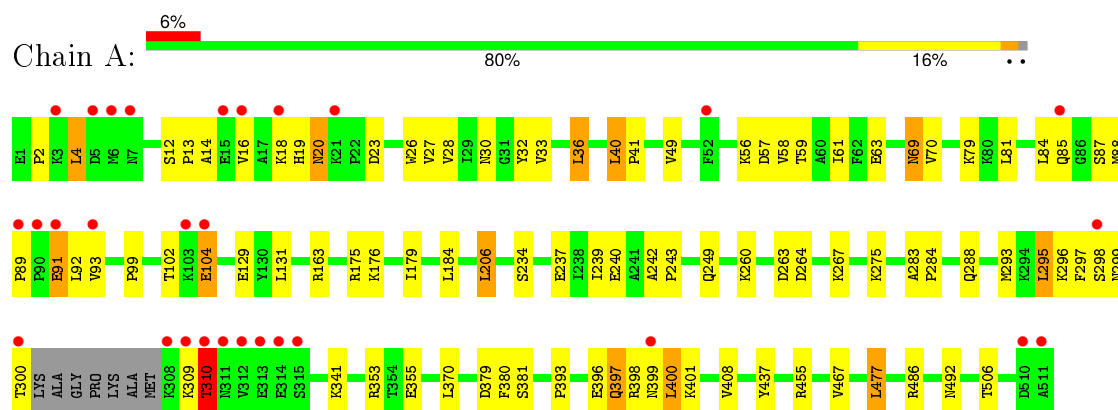 6%
Chain A:
80% 16% • •
E1 P2 K3 L4 D5 M6 N7 S12 P13 A14 E15 V16 A17 K18 H19 N20 K21 P22 D23 W26 V27 V28 I29 N30 G31 Y32 V33 L36 L40 P41 V49 F52 K56 D57 V58 T59 A60 I61 F62 E63 N69 V70 K79 K80 L81 L84 Q85 G86 S87
P89 P90 E91 L92 V93 P99 T102 K103 E104 E129 Y130 L131 R163 R175 K176 I179 L184 L206 S234 E237 I238 I239 E240 A241 A242 P243 Q249 K260 D263 D264 K267 K275 A283 P284 Q288 M293 K294 L295 K296 F297 S298
T300 LYS ALA GLY PRO LYS ALA MET K308 K309 T310 N311 V312 E313 E314 S315 K341 R353 T354 E355 L370 D379 F380 S381 P393 E396 Q397 R398 N399 L400 K401 V408 Y437 R455 V467 L477 R486 N492 T506 D510 A511